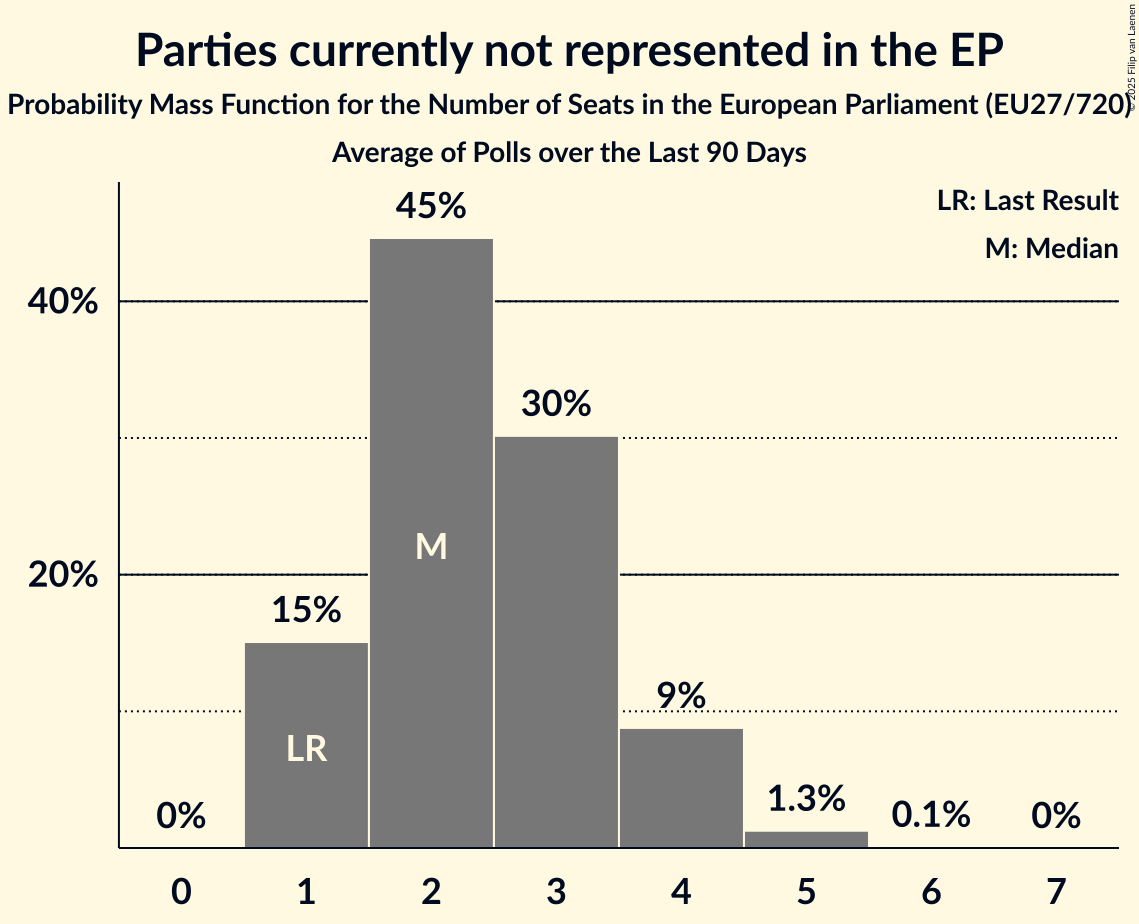 Parties currently not represented in the EP
Probability Mass Function for the Number of Seats in the European Parliament (EU27/720)
Average of Polls over the Last 90 Days
© 2025 Filip van Laenen
LR: Last Result
M: Median
45%
40%
30%
M
20%
15%
9%
LR
1.3%
0%
0.1%
0%
0 1 2 3 4 5 6 7